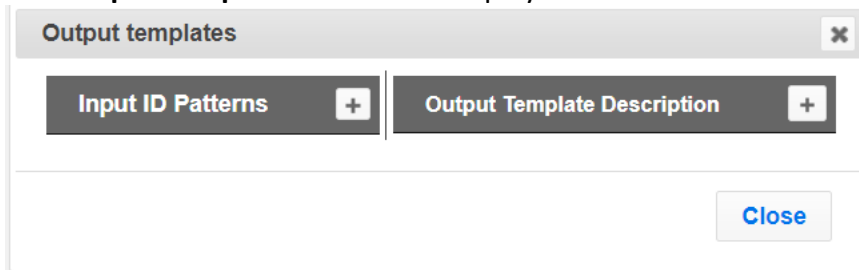 Output templates
Input ID Patterns + Output Template Description +
Close